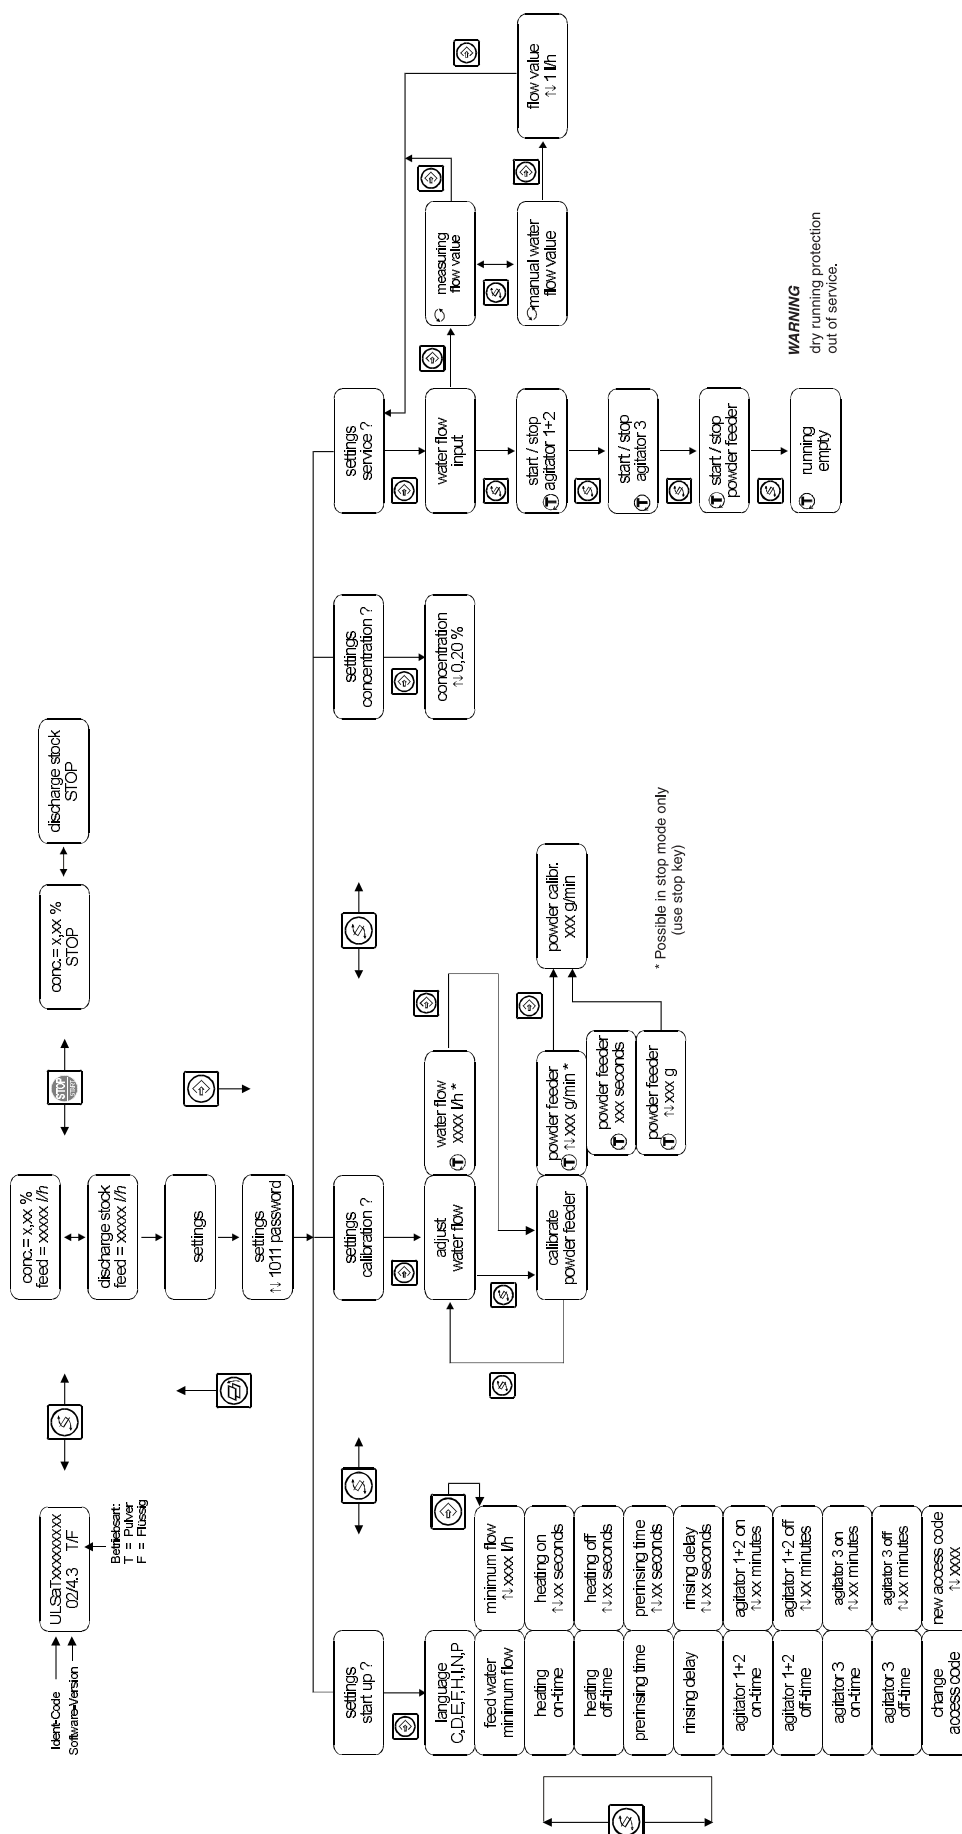 Ident-Code
Software-Version
ULSaTxxxxxxxxx
02/4.3 T/F
Betriebsart:
T = Pulver
F = Flüssig
conc.= x,xx %
feed = xxxxx l/h
discharge stock
feed = xxxxx l/h
STOP
conc.= x,xx %
STOP
discharge stock
STOP
settings
settings
↑↓ 1011 password
settings
start up ?
language
C,D,E,F,H,I,N,P
feed water
minimum flow
minimum flow
↑↓ xxxx l/h
heating
on-time
heating on
↑↓ xx seconds
heating
off-time
heating off
↑↓ xx seconds
prerinsing time
prerinsing time
↑↓ xx seconds
rinsing delay
rinsing delay
↑↓ xx seconds
agitator 1+2
on-time
agitator 1+2 on
↑↓ xx minutes
agitator 1+2
off-time
agitator 1+2 off
↑↓ xx minutes
agitator 3
on-time
agitator 3 on
↑↓ xx minutes
agitator 3
off-time
agitator 3 off
↑↓ xx minutes
change
access code
new access code
↑↓ xxxx
settings
calibration ?
adjust
water flow
water flow
T xxxx l/h *
calibrate
powder feeder
powder feeder
T ↑↓ xxx g/min *
powder feeder
T xxx seconds
powder feeder
T ↑↓ xxx g
powder calibr.
xxx g/min
* Possible in stop mode only
(use stop key)
settings
concentration ?
concentration
↑↓ 0,20 %
settings
service ?
water flow
input
measuring
flow value
manual water
flow value
flow value
↑↓ 1 l/h
start / stop
T agitator 1+2
start / stop
T agitator 3
T start / stop
powder feeder
T running
empty
WARNING
dry running protection
out of service.